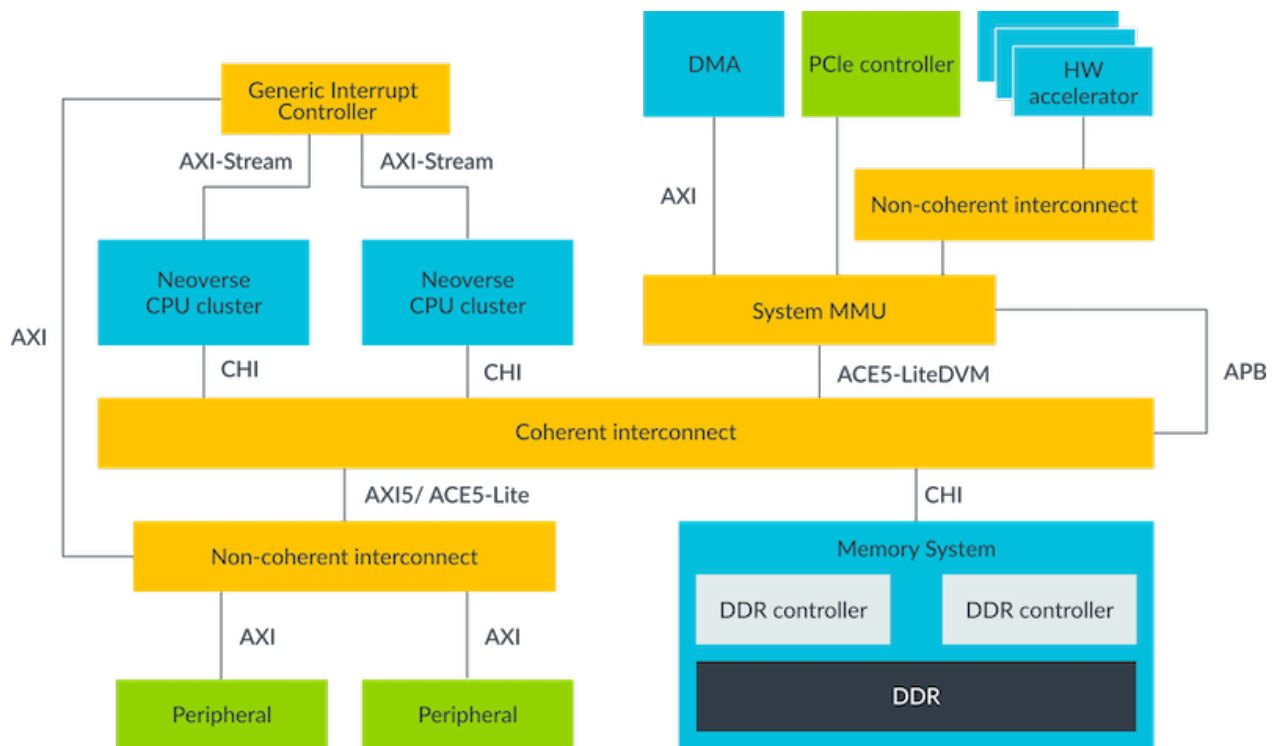 DMA
PCIe controller
HW
accelerator
Generic Interrupt
Controller
AXI-Stream
AXI-Stream
AXI
Non-coherent interconnect
Neoverse
CPU cluster
Neoverse
CPU cluster
System MMU
AXI
CHI
CHI
ACE5-LiteDVM
APB
Coherent interconnect
AXI5/ ACE5-Lite
CHI
Non-coherent interconnect
Memory System
DDR controller
DDR controller
AXI
AXI
DDR
Peripheral
Peripheral